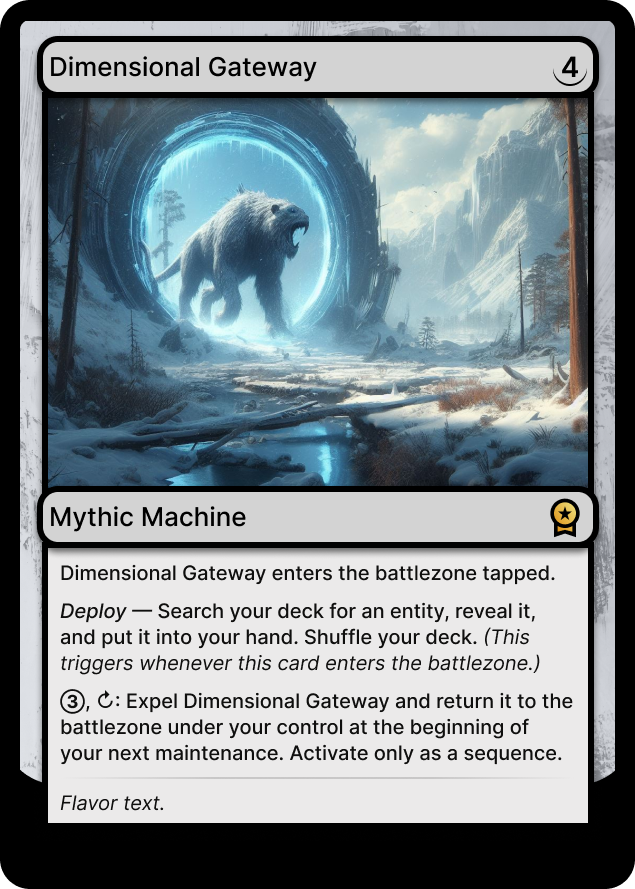 Dimensional Gateway 4
Mythic Machine
Dimensional Gateway enters the battlezone tapped.
Deploy — Search your deck for an entity, reveal it,
and put it into your hand. Shuffle your deck. (This
triggers whenever this card enters the battlezone.)
③, ↻: Expel Dimensional Gateway and return it to the
battlezone under your control at the beginning of
your next maintenance. Activate only as a sequence.
Flavor text.